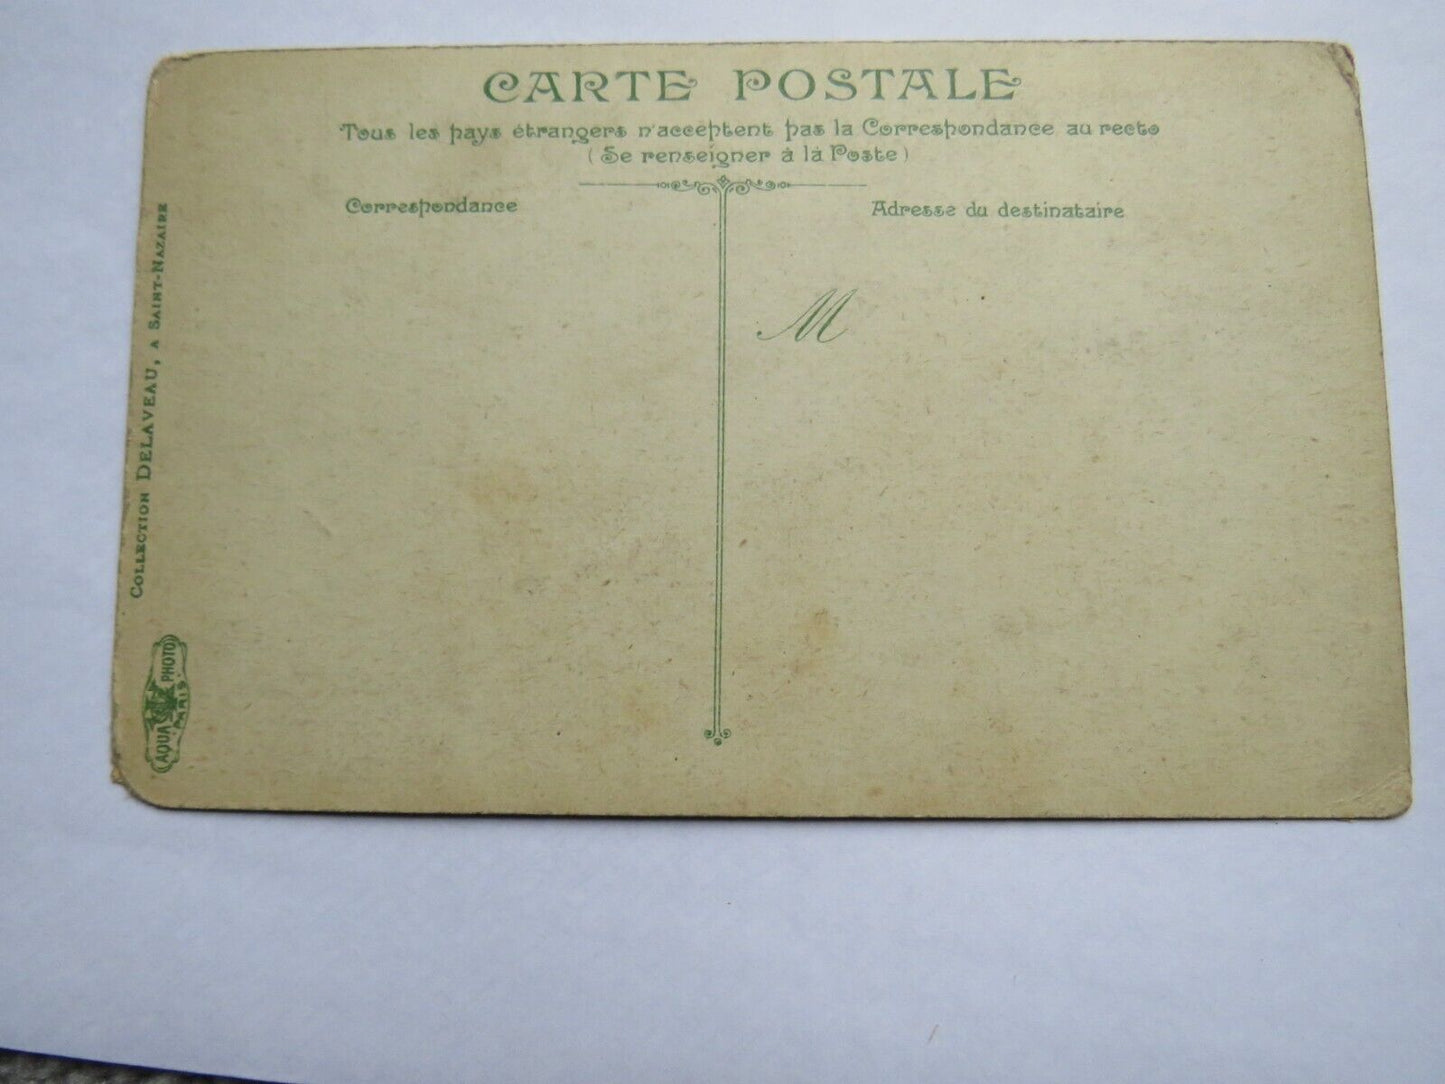 CARTE POSTALE
Tous les pays étrangers n'acceptent pas la Correspondance au recto
(Se renseigner à la Poste)
Correspondance
Adresse du destinataire
M
COLLECTION DELAVEAU, A SAINT-NAZAIRE
AQUA PHOTO
PARIS